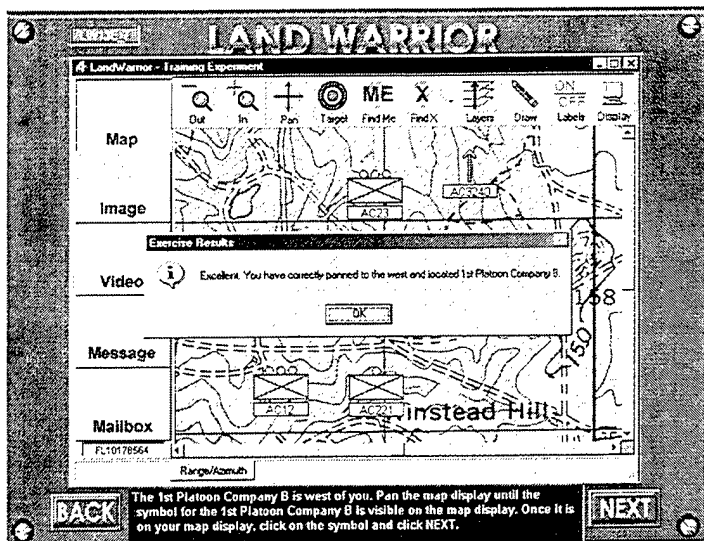 LAND WARRIOR
LandWarrior - Training Experiment
Out
In
Pan
Target
ME
Find Me
X
Find X
Layers
Draw
ON
OFF
Labels
Display
Map
Image
Video
Message
Mailbox
AC23
AC3240
Exercise Results
Excellent. You have correctly panned to the west and located 1st Platoon Company B.
OK
158
150
AC12
AC221
instead Hill
FL10178564
Range/Azimuth
BACK
The 1st Platoon Company B is west of you. Pan the map display until the
symbol for the 1st Platoon Company B is visible on the map display. Once it is
on your map display, click on the symbol and click NEXT.
NEXT